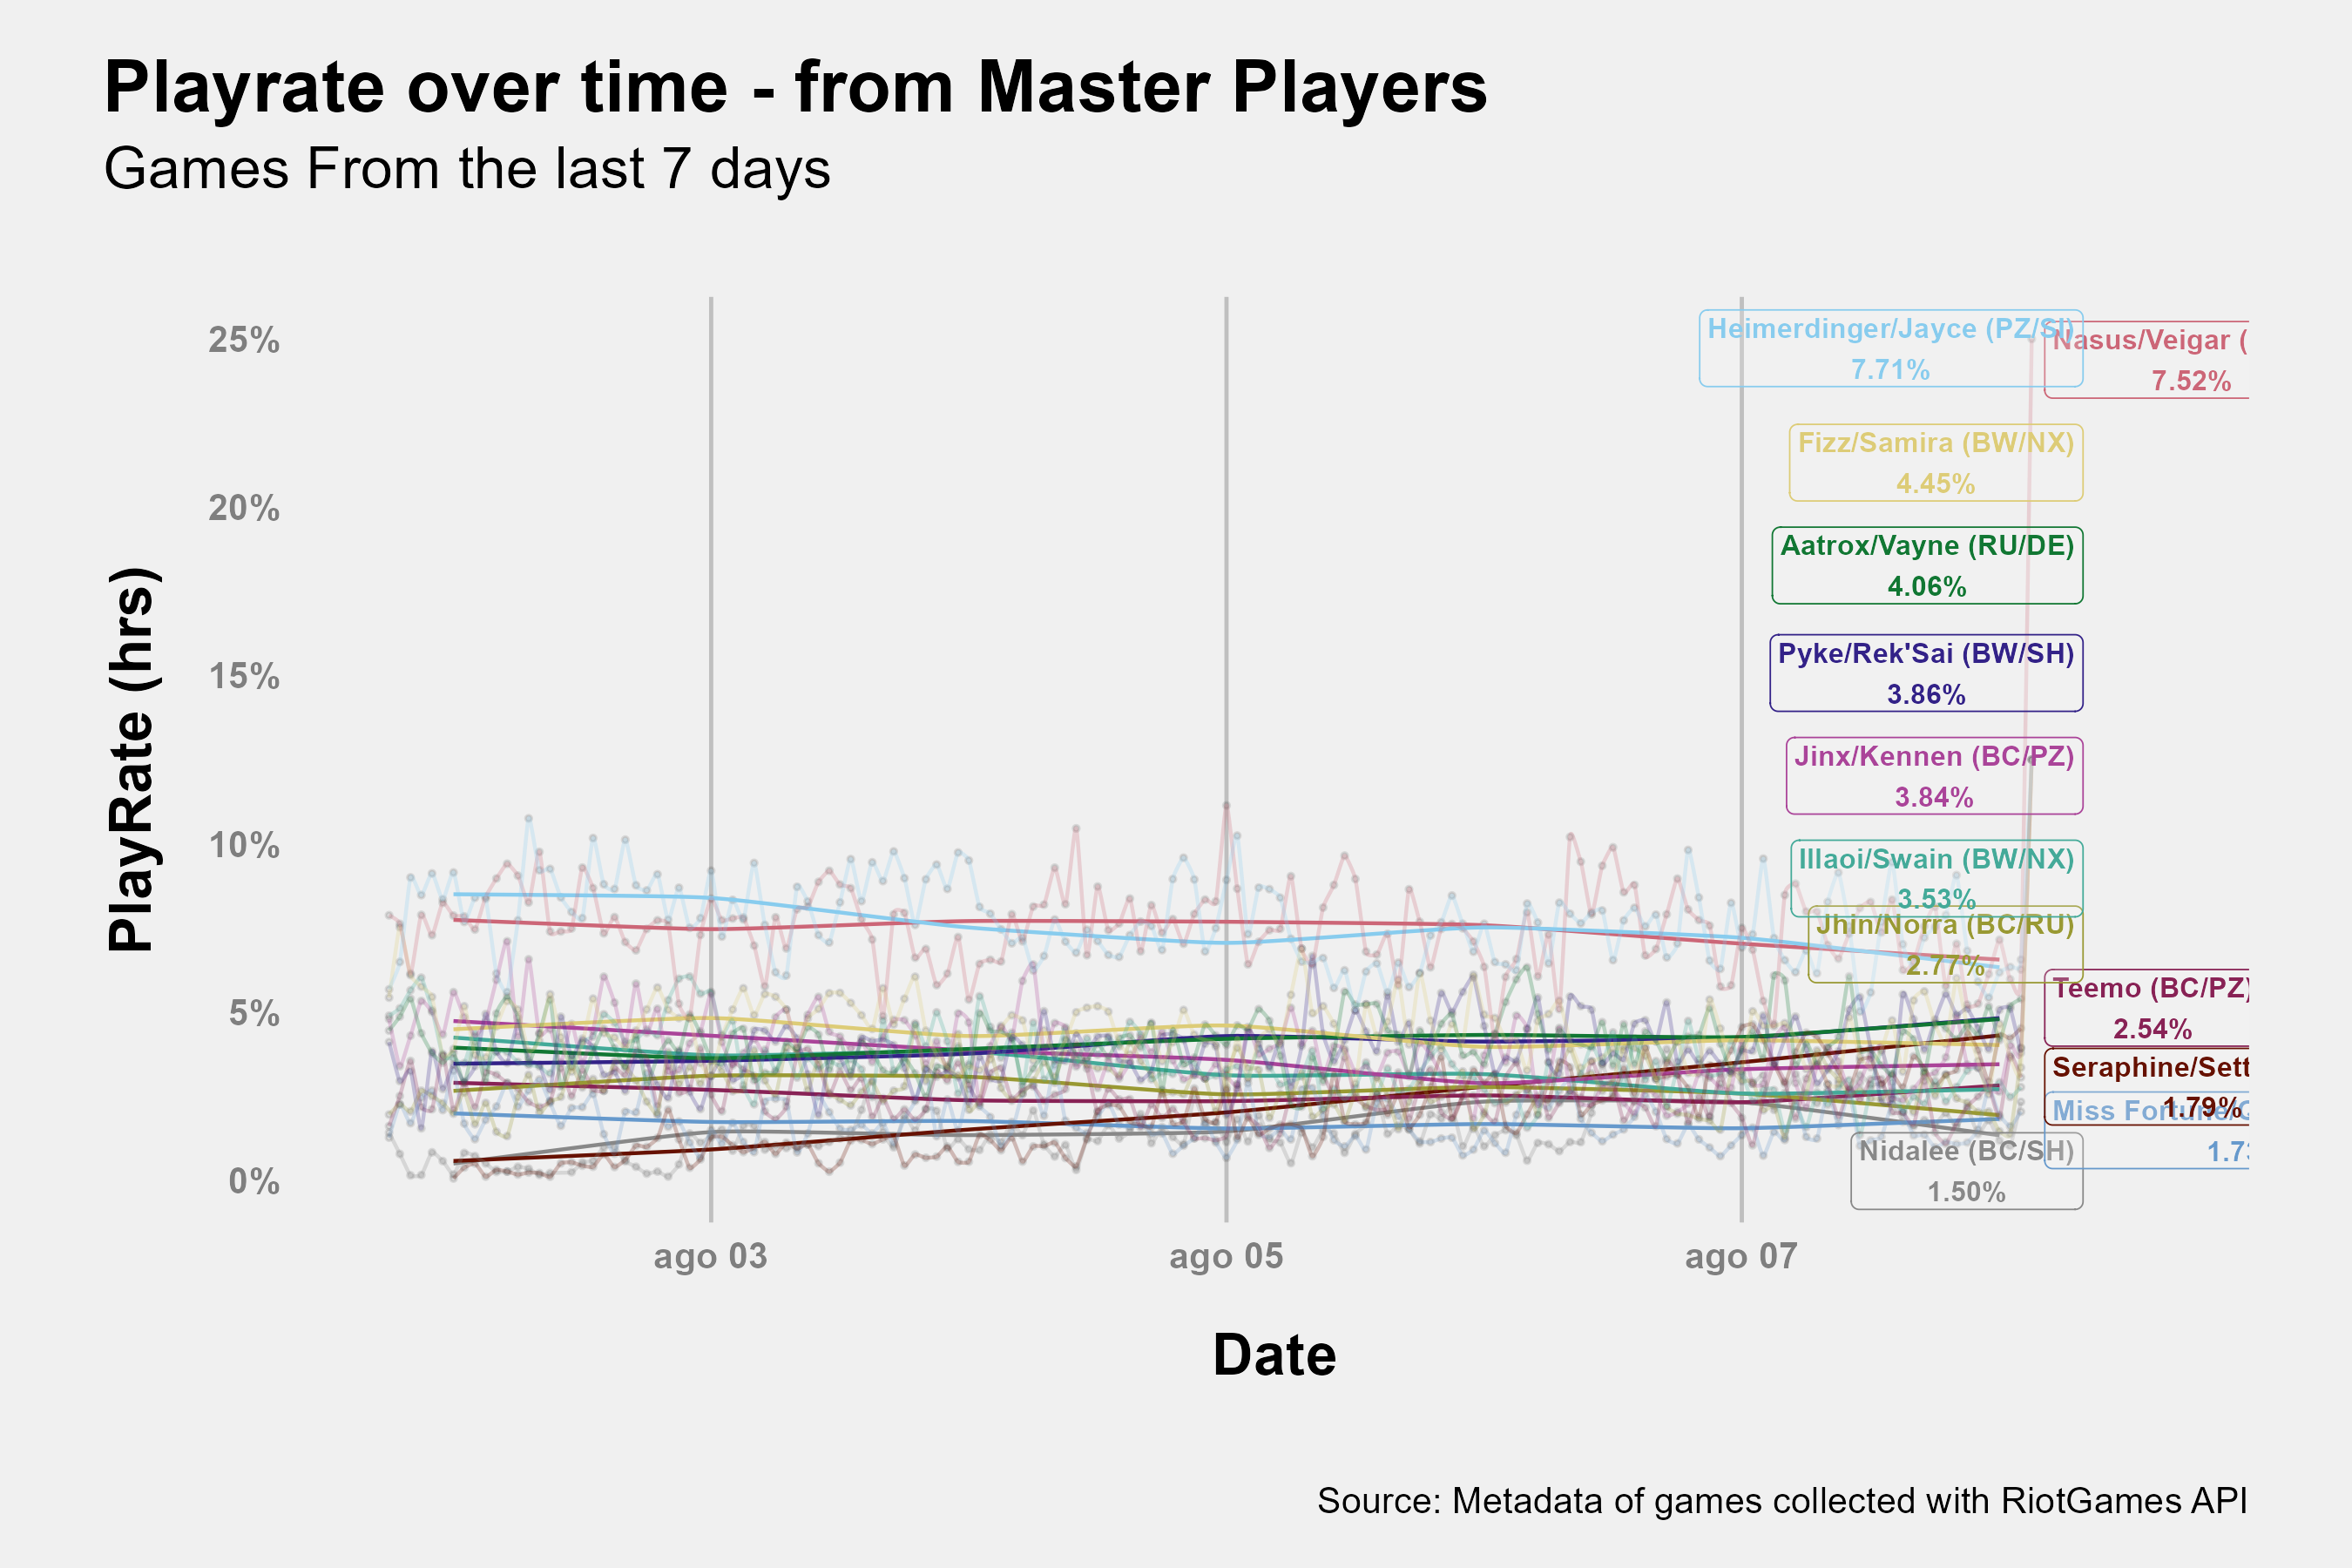 Playrate over time - from Master Players
Games From the last 7 days
PlayRate (hrs)
25%
20%
15%
10%
5%
0%
Heimerdinger/Jayce (PZ/SI)
7.71%
Nasus/Veigar (
7.52%
Fizz/Samira (BW/NX)
4.45%
Aatrox/Vayne (RU/DE)
4.06%
Pyke/Rek'Sai (BW/SH)
3.86%
Jinx/Kennen (BC/PZ)
3.84%
Illaoi/Swain (BW/NX)
3.53%
Jhin/Norra (BC/RU)
2.77%
Teemo (BC/PZ)
2.54%
Seraphine/Sett
1.79%
Miss Fortune
1.73
Nidalee (BC/SH)
1.50%
ago 03
ago 05
ago 07
Date
Source: Metadata of games collected with RiotGames API